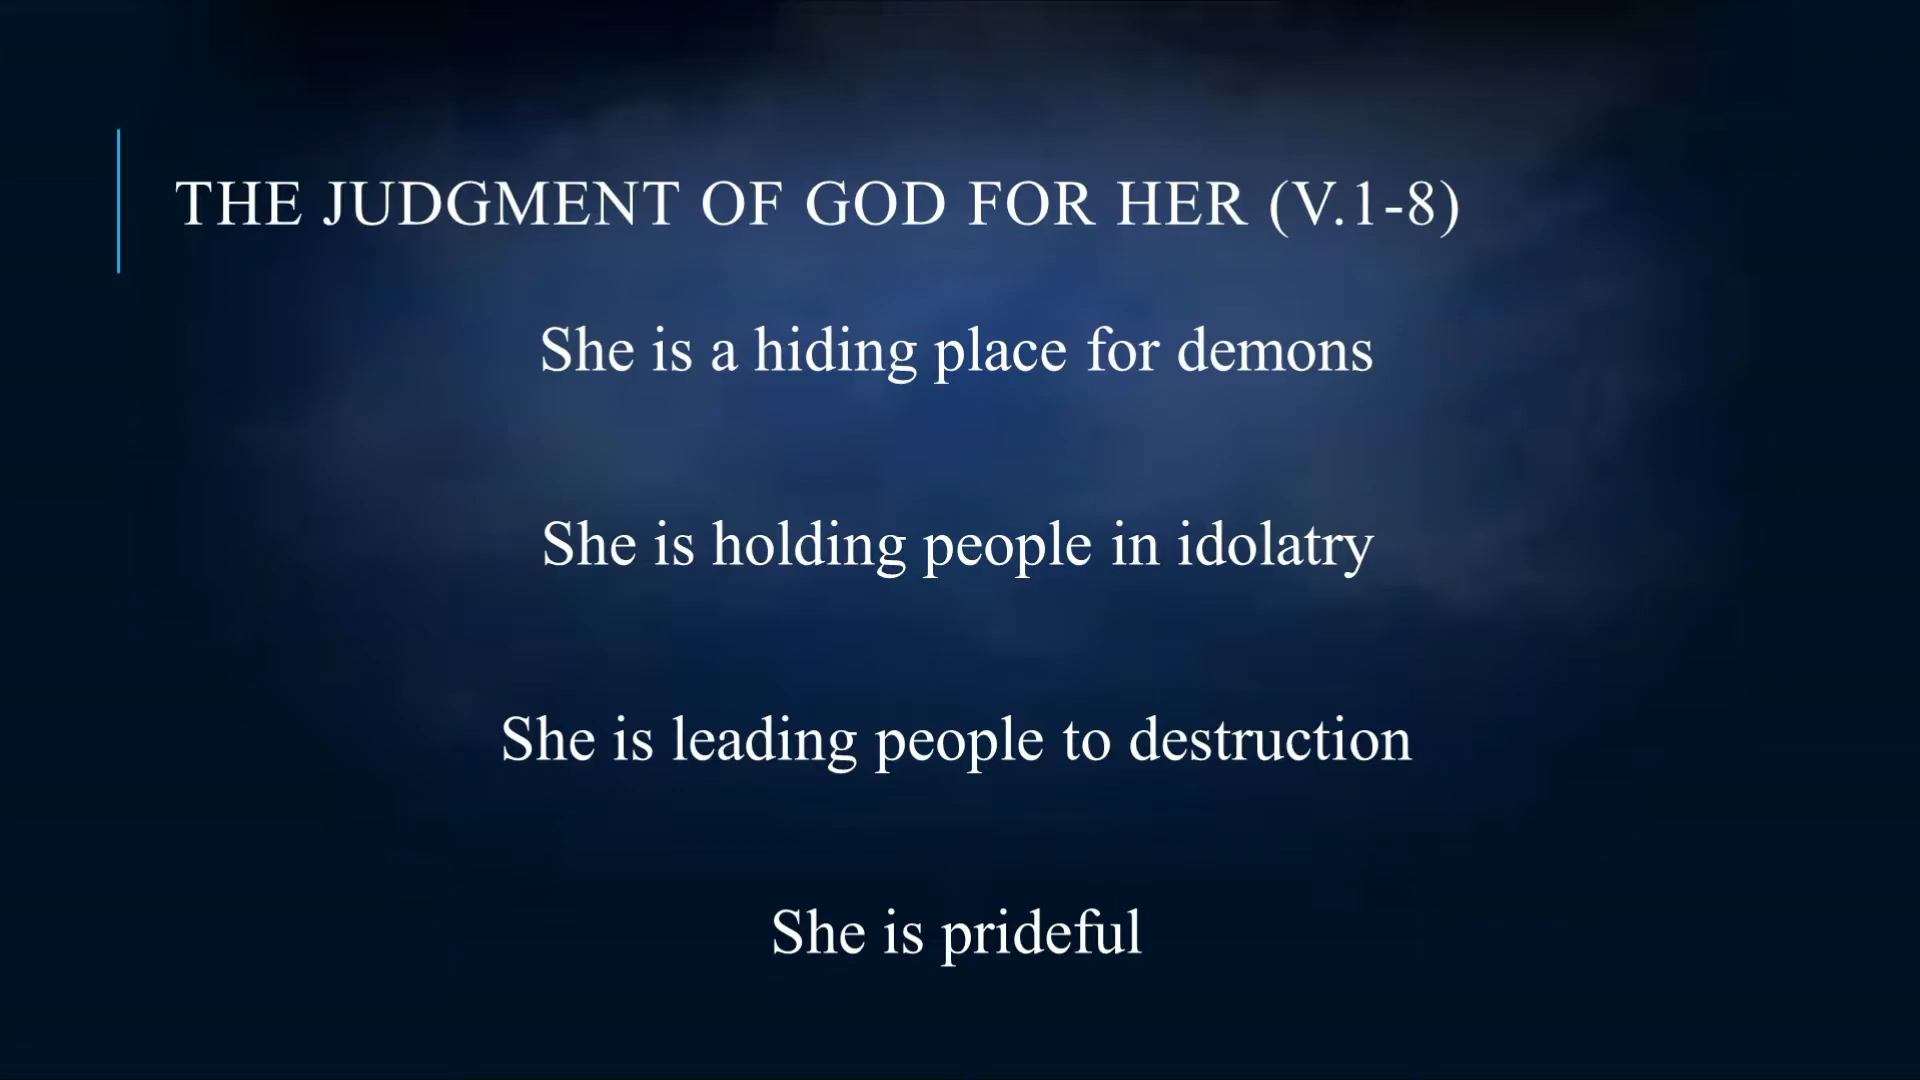 THE JUDGMENT OF GOD FOR HER (V.1-8)
She is a hiding place for demons
She is holding people in idolatry
She is leading people to destruction
She is prideful